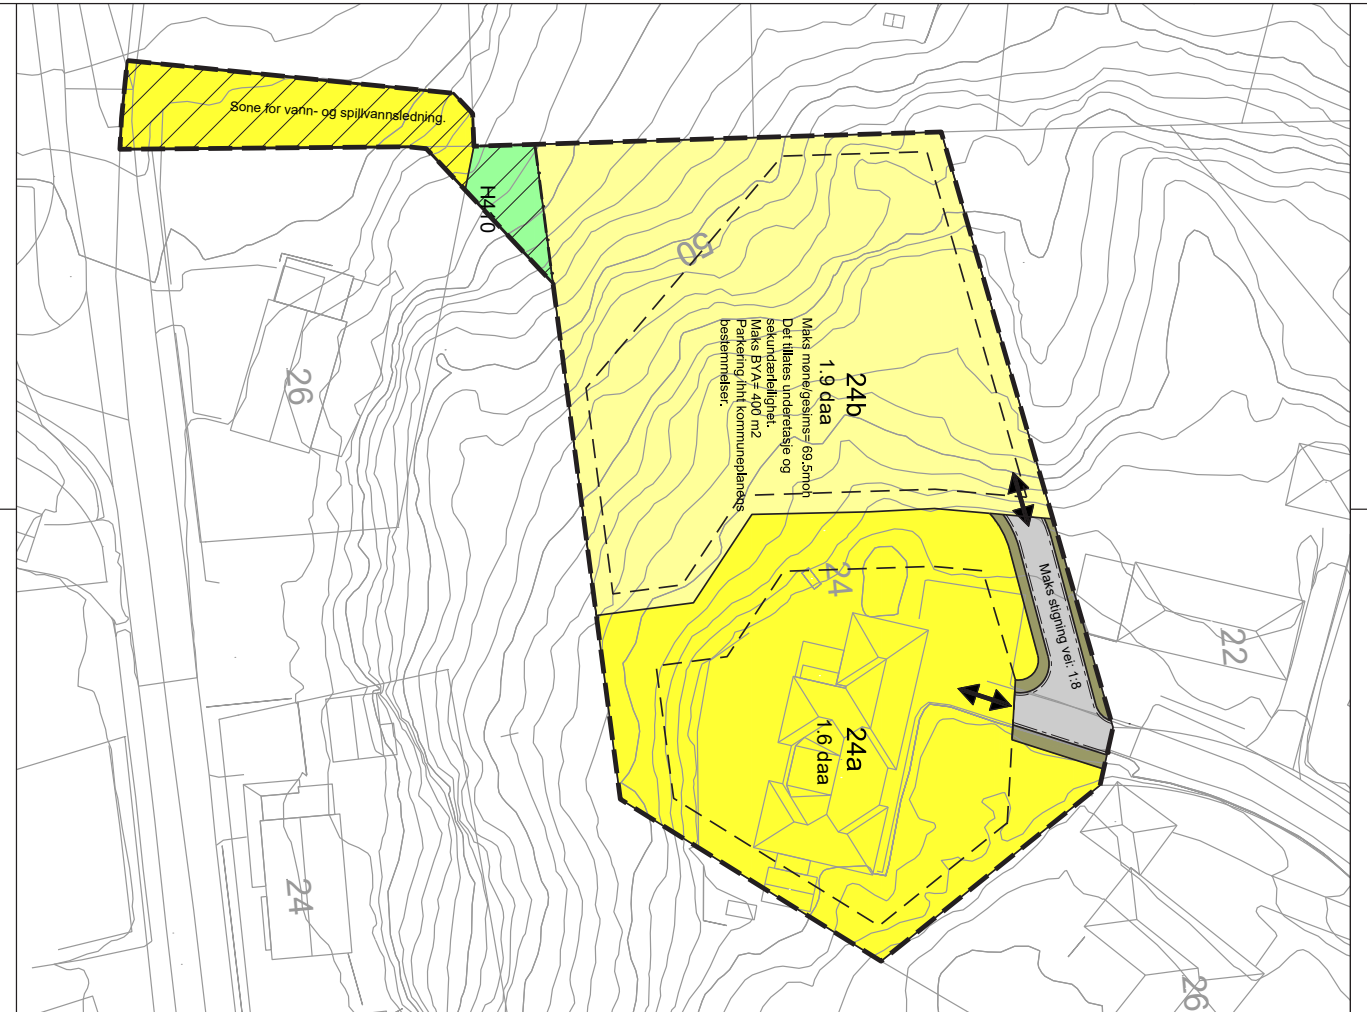 Sone for vann- og spillvannsledning.
H410
50
26
24b
1.9 daa
Maks møne/gesims= 69.5moh
Det tillates underetasje og
sekundærleilighet.
Maks BYA= 400 m2
Parkering ihht kommuneplanens
bestemmelser.
24
Maks stigning vei: 1:8
22
24a
1.6 daa
24
26